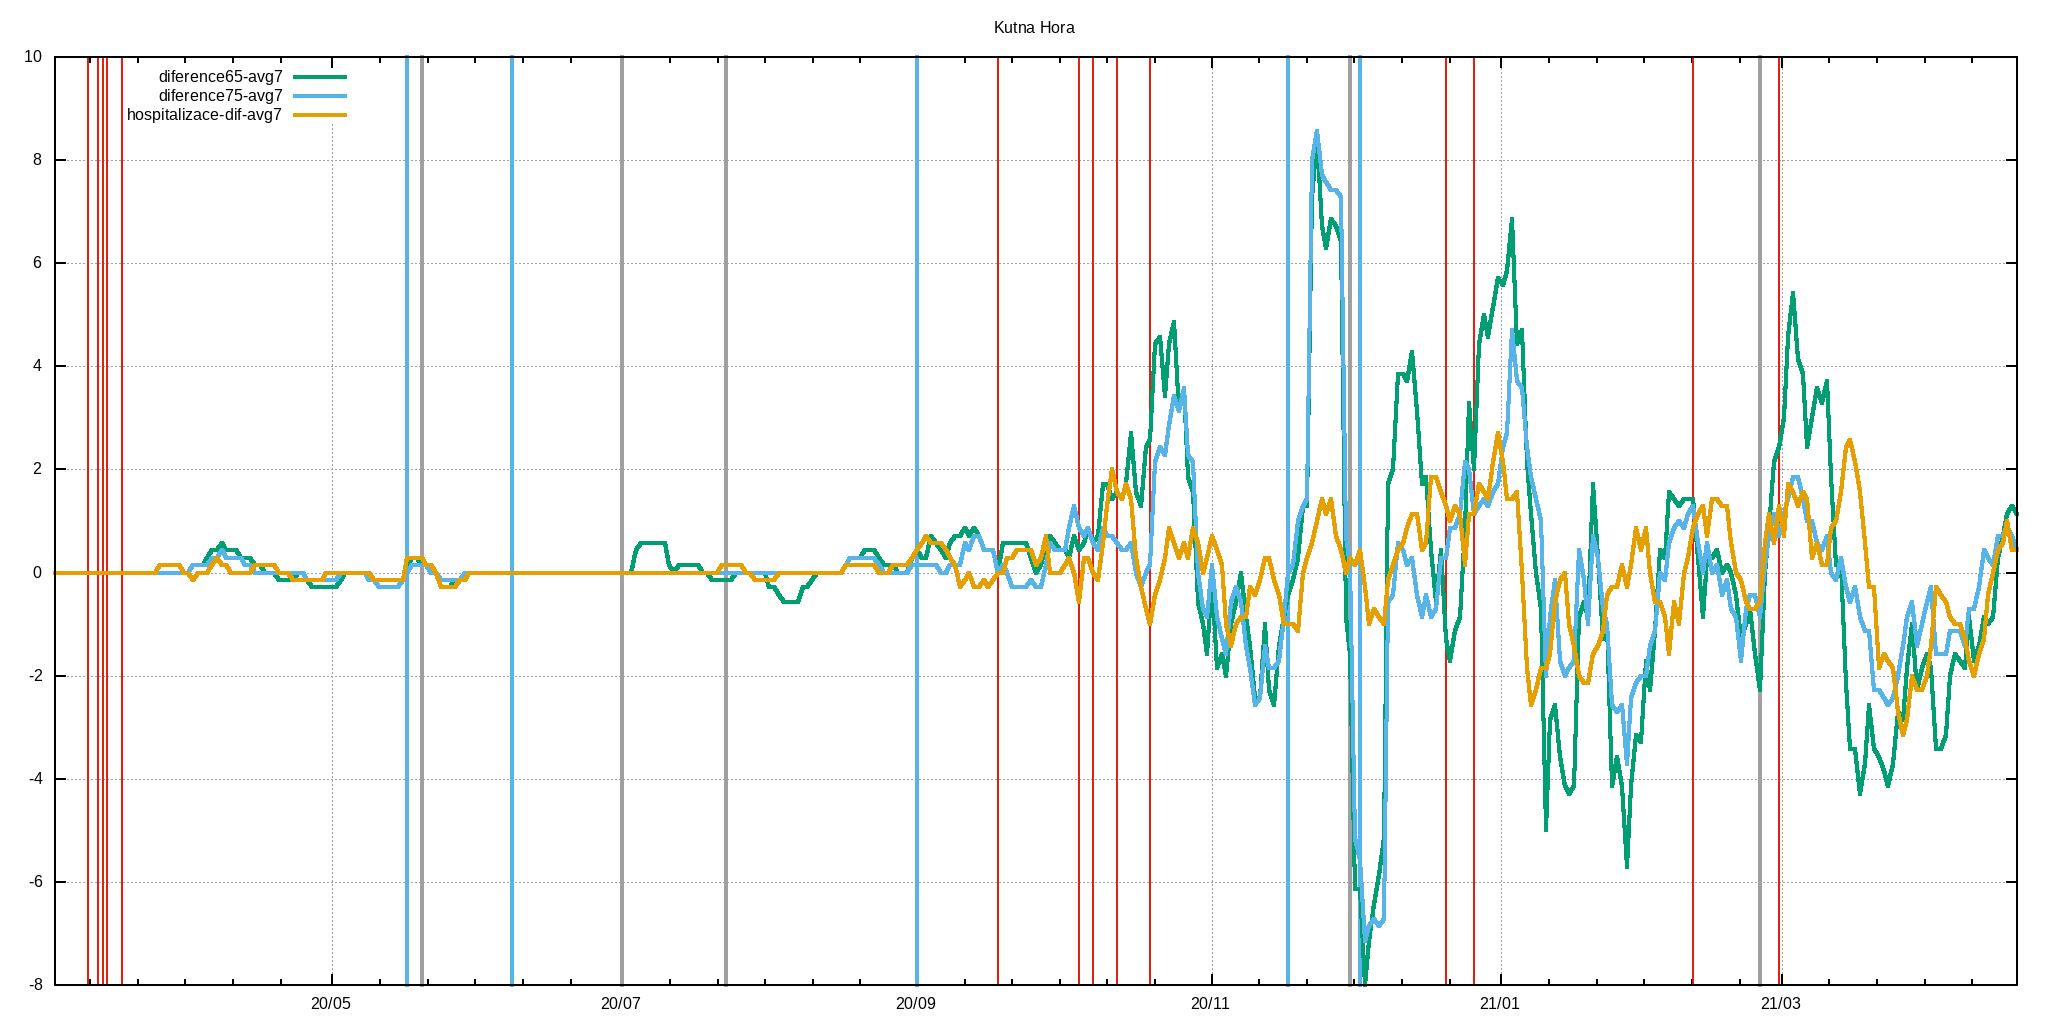 Kutna Hora
diference65-avg7
diference75-avg7
hospitalizace-dif-avg7
10
8
6
4
2
0
-2
-4
-6
-8
20/05 20/07 20/09 20/11 21/01 21/03